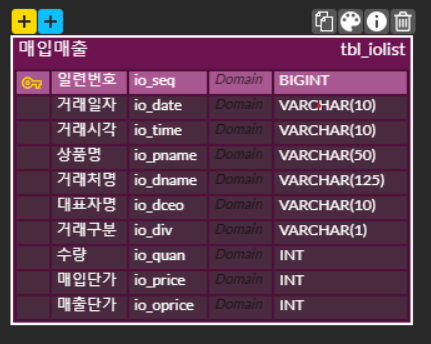 매입매출 tbl_iolist
일련번호 io_seq Domain BIGINT
거래일자 io_date Domain VARCHAR(10)
거래시각 io_time Domain VARCHAR(10)
상품명 io_pname Domain VARCHAR(50)
거래처명 io_dname Domain VARCHAR(125)
대표자명 io_dceo Domain VARCHAR(10)
거래구분 io_div Domain VARCHAR(1)
수량 io_quan Domain INT
매입단가 io_price Domain INT
매출단가 io_oprice Domain INT